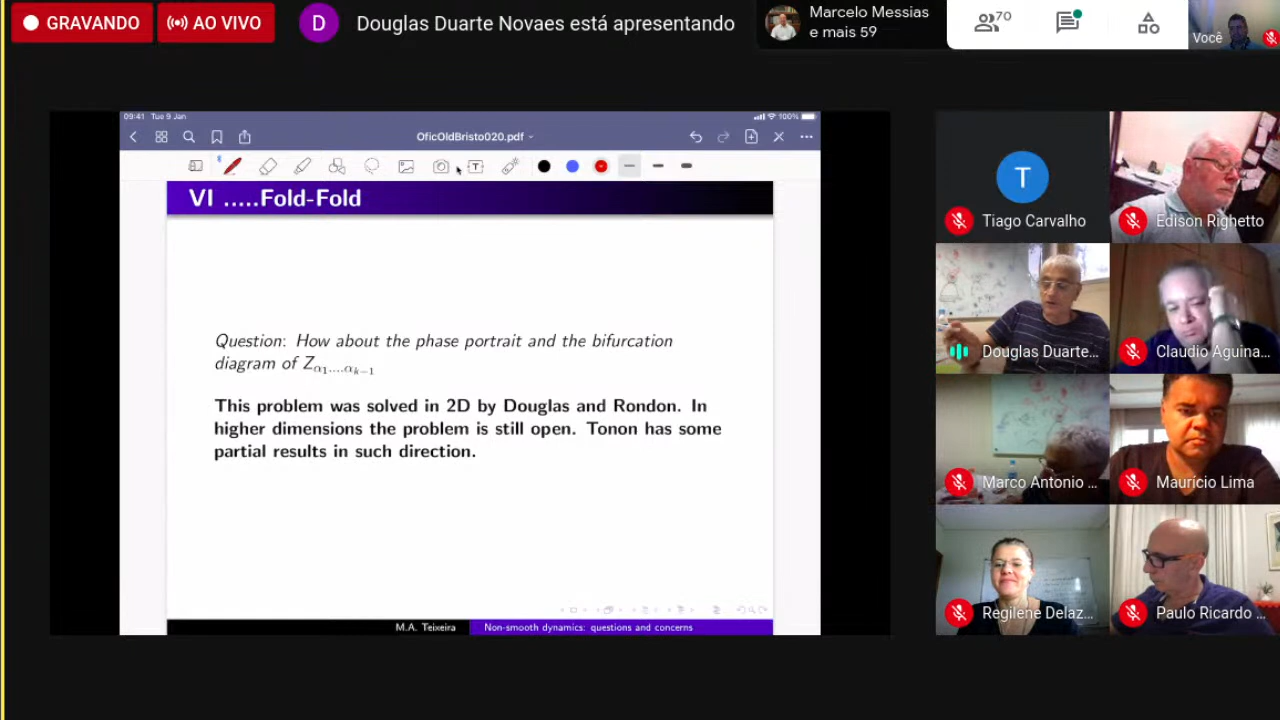 GRAVANDO
AO VIVO
D
Douglas Duarte Novaes está apresentando
Marcelo Messias
e mais 59
70
Você
09:41 Tue 9 Jan
100%
OficOldBristo020.pdf
T
VI .....Fold-Fold
Question: How about the phase portrait and the bifurcation
diagram of Zα1....αk−1
This problem was solved in 2D by Douglas and Rondon. In
higher dimensions the problem is still open. Tonon has some
partial results in such direction.
M.A. Teixeira
Non-smooth dynamics: questions and concerns
T
Tiago Carvalho
Edison Righetto
Douglas Duarte...
Claudio Aguina...
Marco Antonio ...
Maurício Lima
Regilene Delaz...
Paulo Ricardo ...